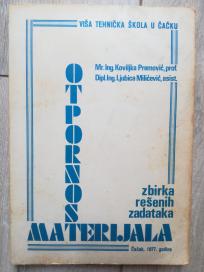 VIŠA TEHNIČKA ŠKOLA U ČAČKU
Mr. Ing. Koviljka Premović, prof.
Dipl. Ing. Ljubica Milićević, asist.
OTPORNOST
MATERIJALA
zbirka
rešenih
zadataka
Čačak, 1977. godine